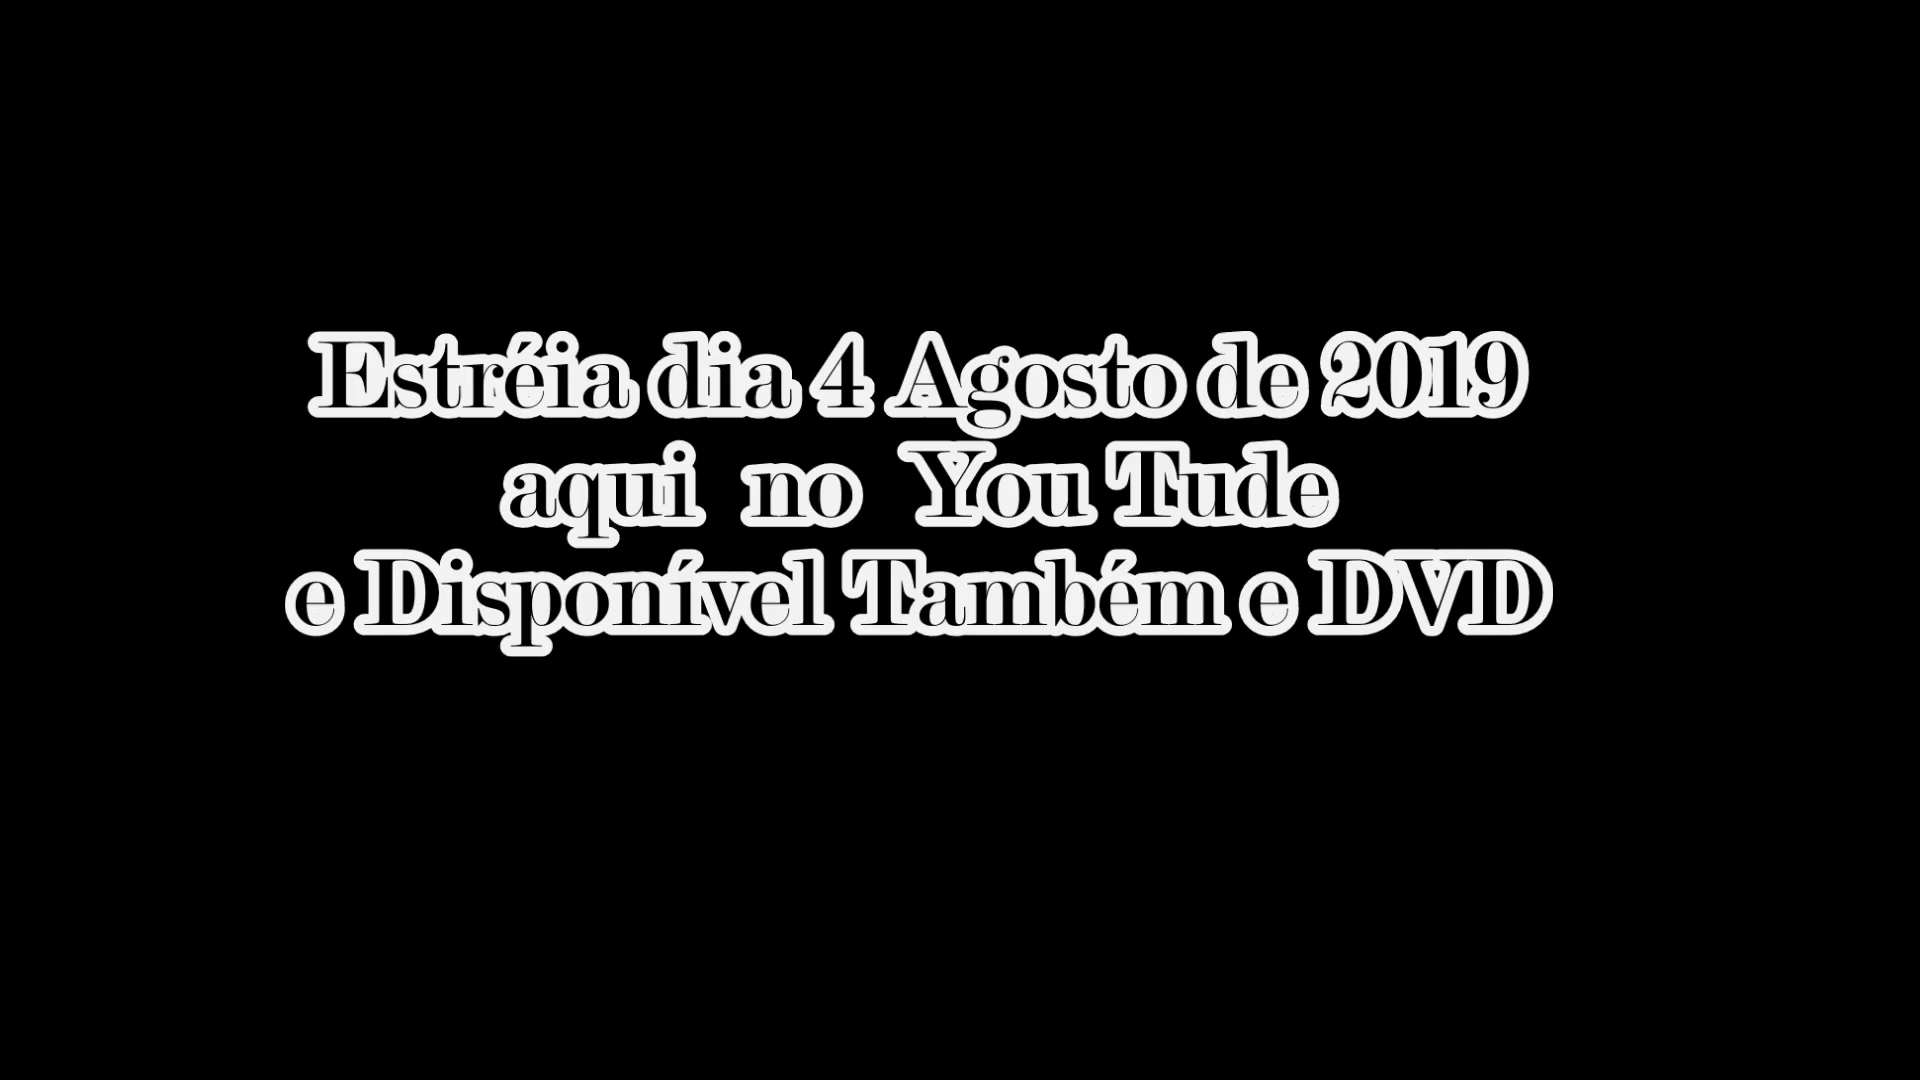 Estréia dia 4 Agosto de 2019
aqui no You Tude
e Disponível Também e DVD